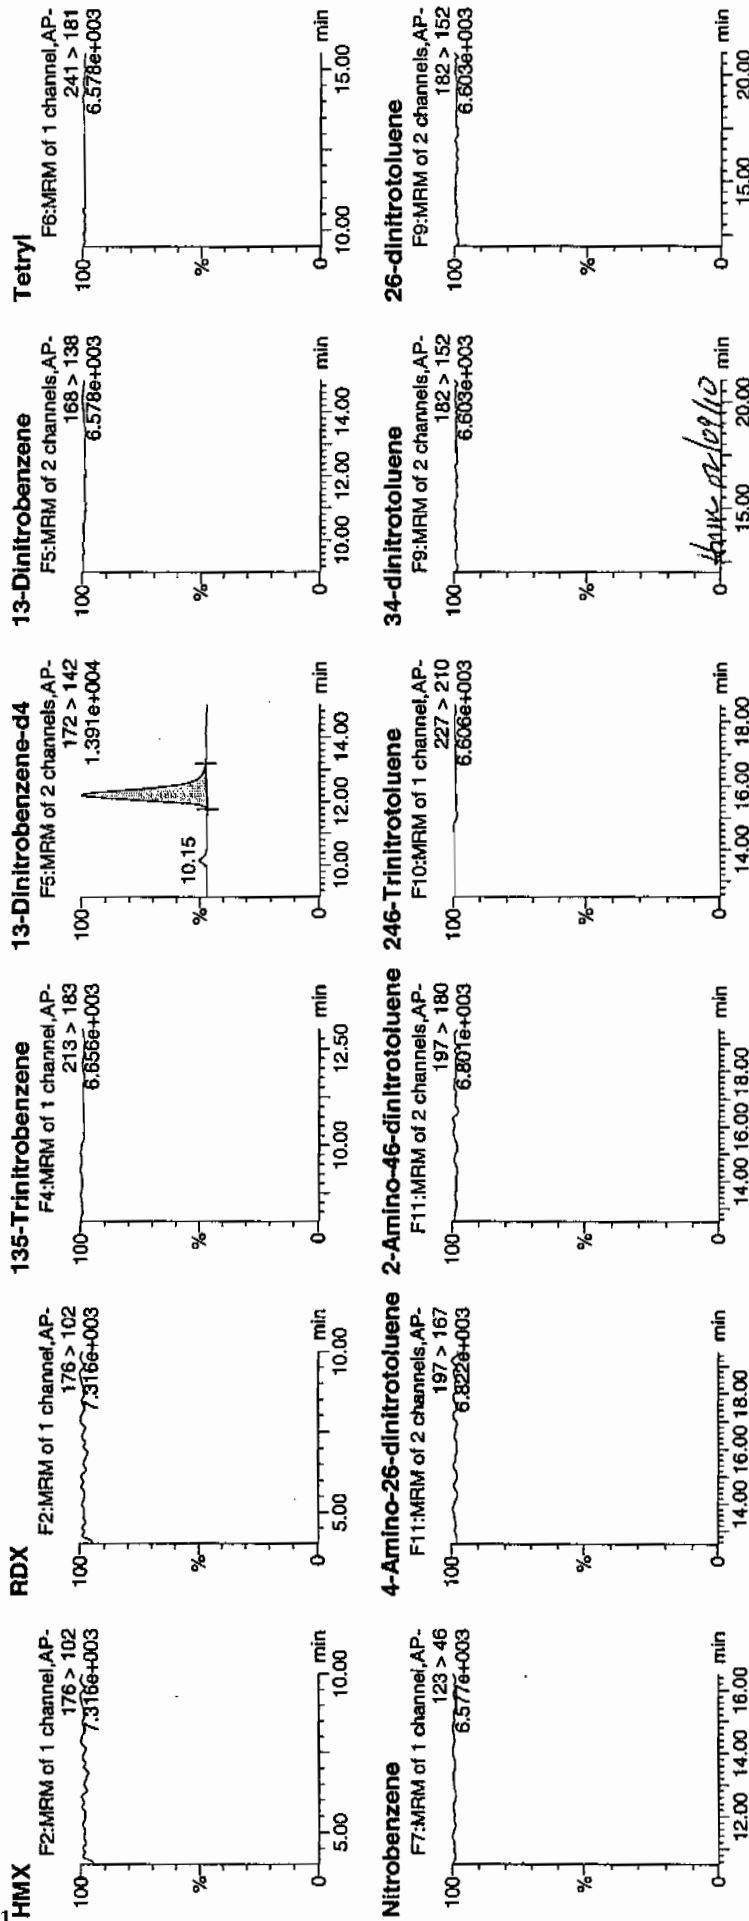 1
HMX
F2:MRM of 1 channel,AP-
176 > 102
7.316e+003
100
%
0
5.00 10.00 min
RDX
F2:MRM of 1 channel,AP-
176 > 102
7.316e+003
100
%
0
5.00 10.00 min
135-Trinitrobenzene
F4:MRM of 1 channel,AP-
213 > 183
6.656e+003
100
%
0
10.00 12.50 min
13-Dinitrobenzene-d4
F5:MRM of 2 channels,AP-
172 > 142
1.391e+004
100
10.15
%
0
10.00 12.00 14.00 min
13-Dinitrobenzene
F5:MRM of 2 channels,AP-
168 > 138
6.578e+003
100
%
0
10.00 12.00 14.00 min
Tetryl
F6:MRM of 1 channel,AP-
241 > 181
6.578e+003
100
%
0
10.00 15.00 min
Nitrobenzene
F7:MRM of 1 channel,AP-
123 > 46
6.577e+003
100
%
0
12.00 14.00 16.00 min
4-Amino-26-dinitrotoluene
F11:MRM of 2 channels,AP-
197 > 167
6.822e+003
100
%
0
14.00 16.00 18.00 min
2-Amino-46-dinitrotoluene
F11:MRM of 2 channels,AP-
197 > 180
6.801e+003
100
%
0
14.00 16.00 18.00 min
246-Trinitrotoluene
F10:MRM of 1 channel,AP-
227 > 210
6.606e+003
100
%
0
14.00 16.00 18.00 min
34-dinitrotoluene
F9:MRM of 2 channels,AP-
182 > 152
6.603e+003
100
%
0
15.00 20.00 min
02/09/10
26-dinitrotoluene
F9:MRM of 2 channels,AP-
182 > 152
6.603e+003
100
%
0
15.00 20.00 min